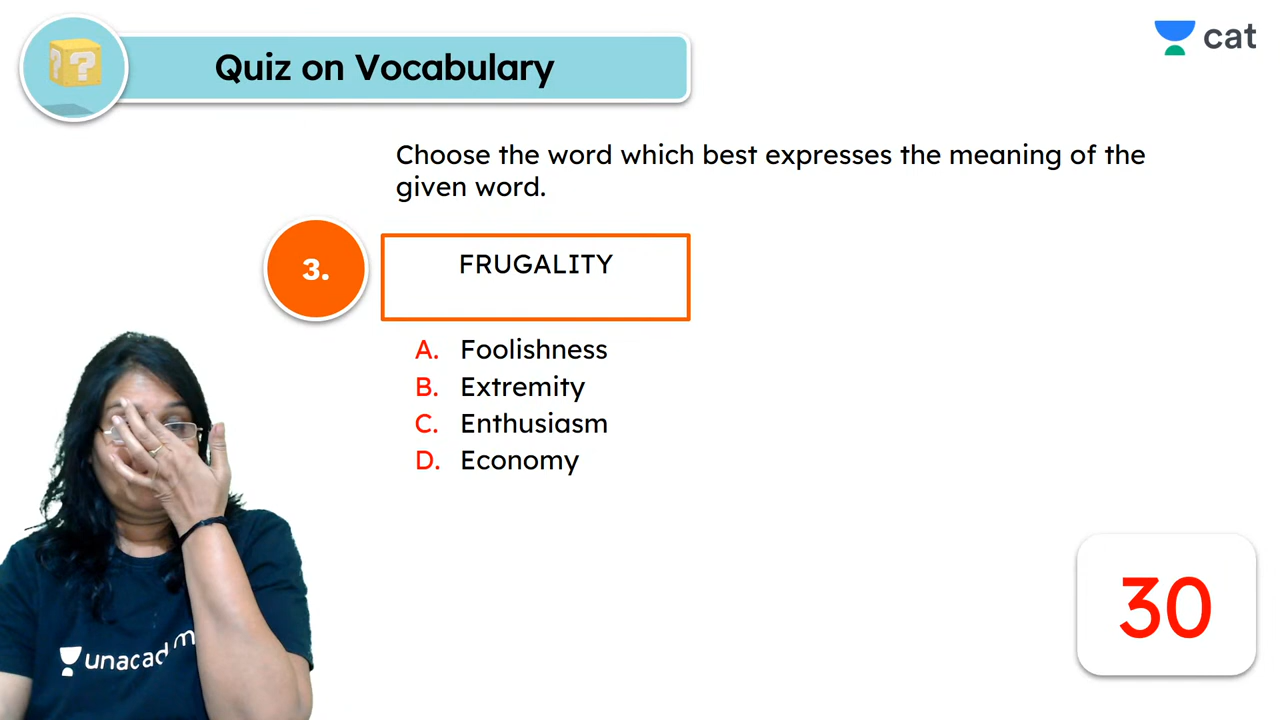 Quiz on Vocabulary
cat
Choose the word which best expresses the meaning of the
given word.
3.
FRUGALITY
A. Foolishness
B. Extremity
C. Enthusiasm
D. Economy
30
unacad m